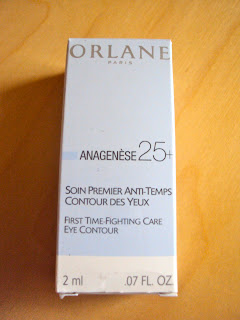 ORLANE
PARIS
ANAGENÈSE 25+
SOIN PREMIER ANTI-TEMPS
CONTOUR DES YEUX
FIRST TIME-FIGHTING CARE
EYE CONTOUR
2 ml .07 FL. OZ